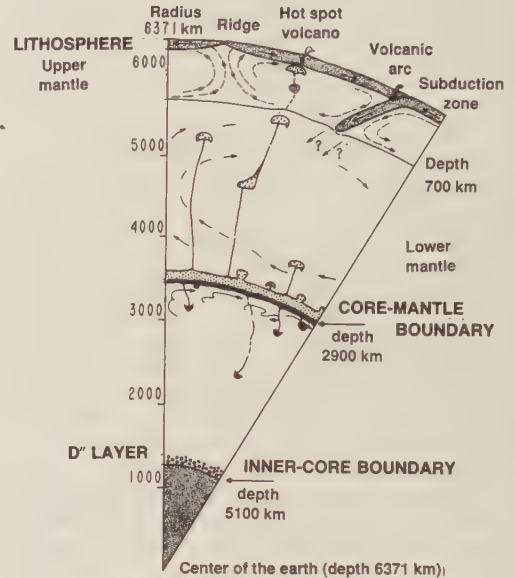 Radius
6371 km
Ridge
Hot spot
volcano
LITHOSPHERE
Upper
mantle
6000
Volcanic
arc
Subduction
zone
5000
? ?
Depth
700 km
4000
Lower
mantle
3000
CORE-MANTLE
BOUNDARY
depth
2900 km
2000
D" LAYER
1000
INNER-CORE BOUNDARY
depth
5100 km
Center of the earth (depth 6371 km)